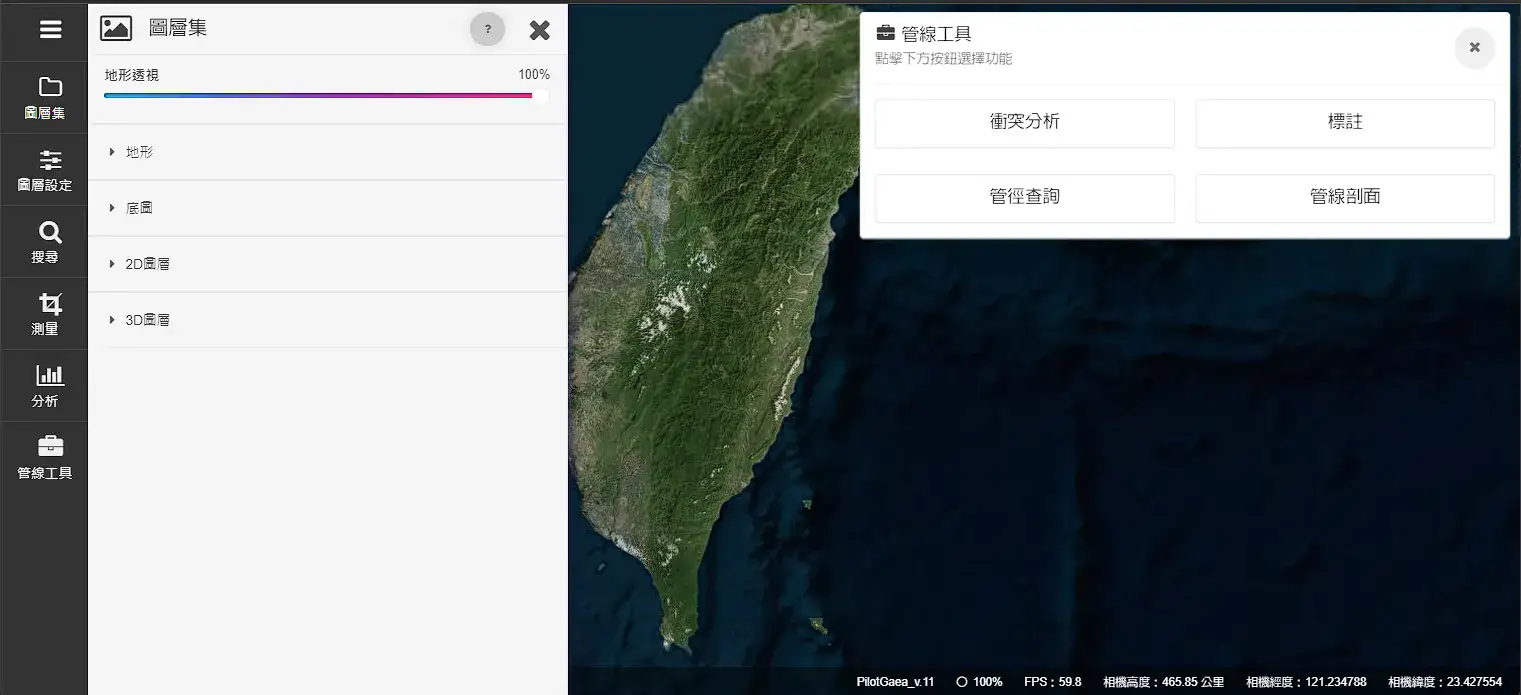 圖層集
圖層設定
搜尋
測量
分析
管線工具
圖層集
?
地形透視 100%
地形
底圖
2D圖層
3D圖層
管線工具
點擊下方按鈕選擇功能
衝突分析 標註
管徑查詢 管線剖面
PilotGaea_v.11 100% FPS：59.8 相機高度：465.85 公里 相機經度：121.234788 相機緯度：23.427554